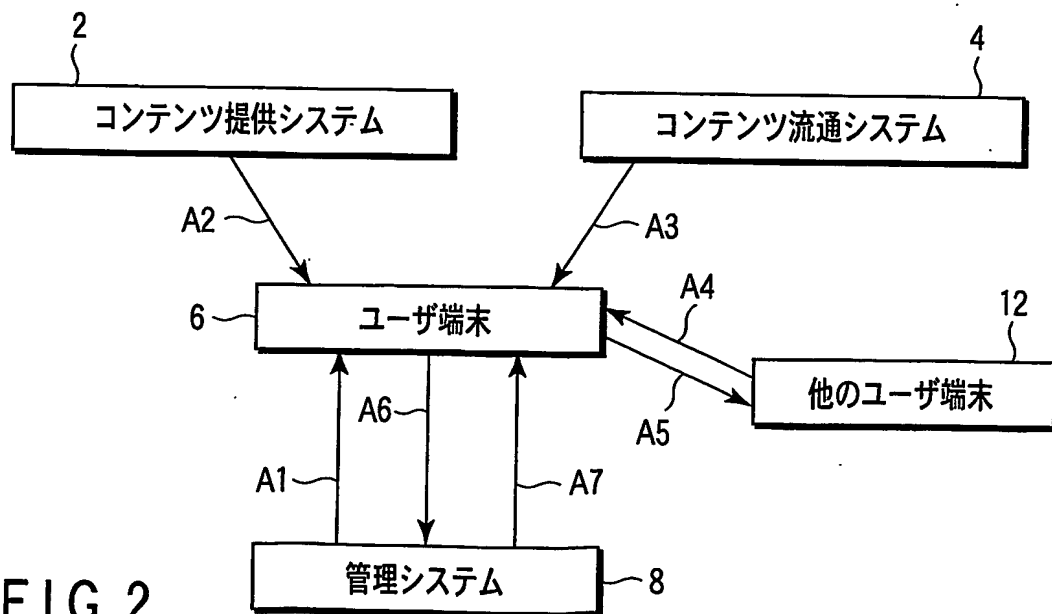 2
4
コンテンツ提供システム
コンテンツ流通システム
A2
A3
6
ユーザ端末
A4
12
他のユーザ端末
A5
A6
A1
A7
管理システム
8
FIG. 2